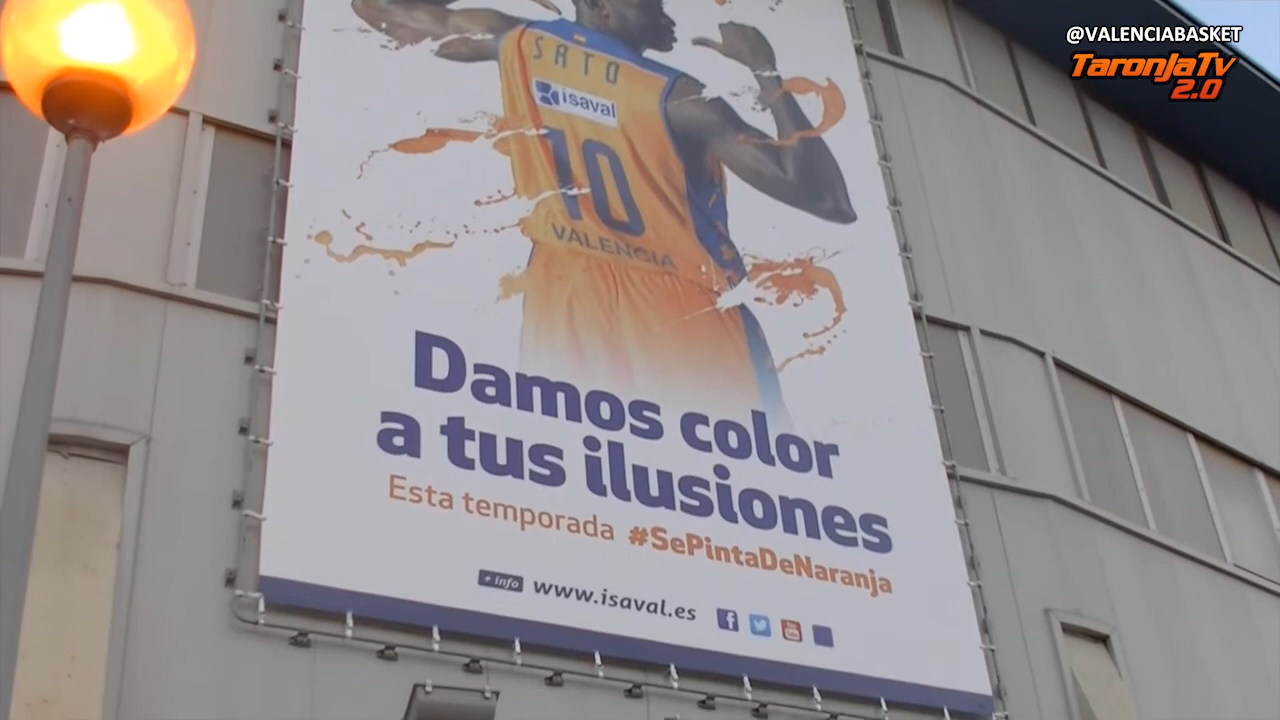 @VALENCIABASKET
TaronjaTv
2.0
SATO
isaval
10
VALENCIA
Damos color
a tus ilusiones
Esta temporada #SePintaDeNaranja
+ info www.isaval.es